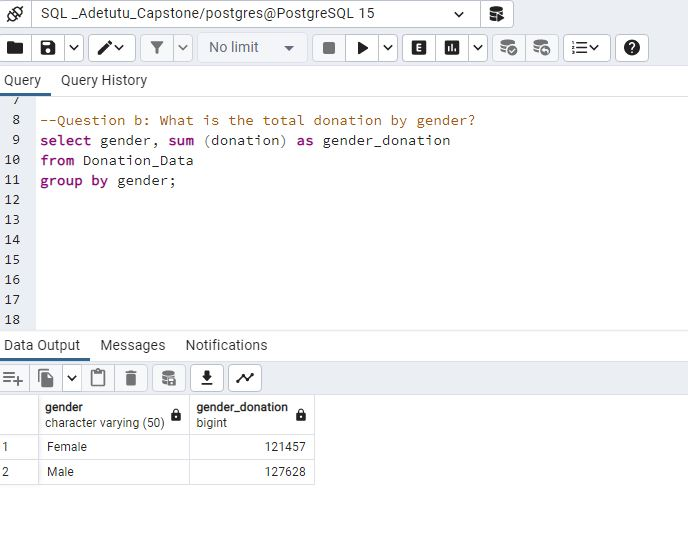 SQL _Adetutu_Capstone/postgres@PostgreSQL 15
No limit
E
Query Query History
7
8 --Question b: What is the total donation by gender?
9 select gender, sum (donation) as gender_donation
10 from Donation_Data
11 group by gender;
12
13
14
15
16
17
18
Data Output Messages Notifications
gender gender_donation
character varying (50) bigint
1 Female 121457
2 Male 127628